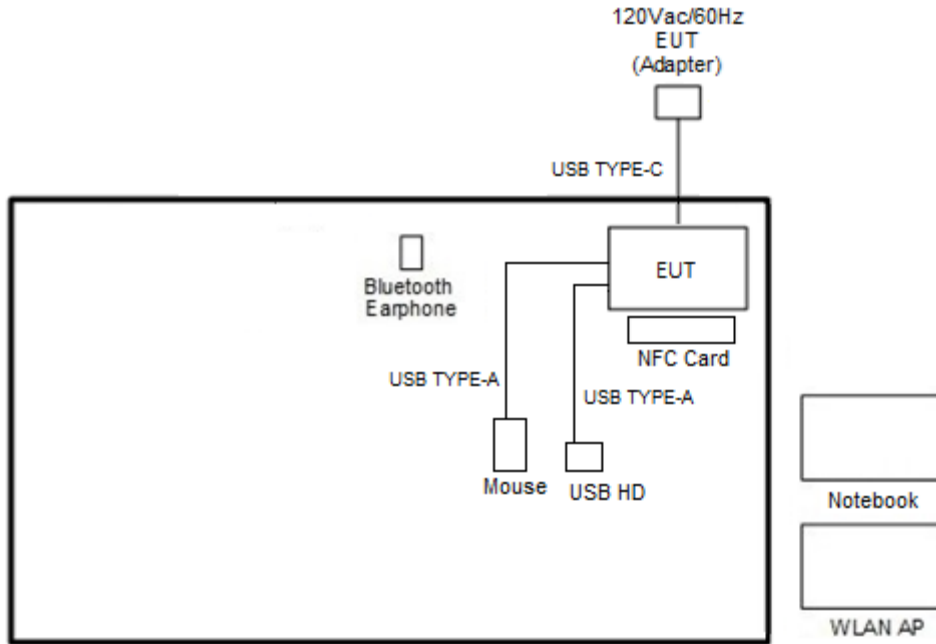 120Vac/60Hz
EUT
(Adapter)
USB TYPE-C
EUT
Bluetooth
Earphone
NFC Card
USB TYPE-A
USB TYPE-A
Mouse
USB HD
Notebook
WLAN AP